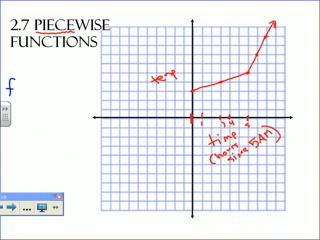 2.7 PIECEWISE
FUNCTIONS
temp
f
time
(hours
since 5AM)